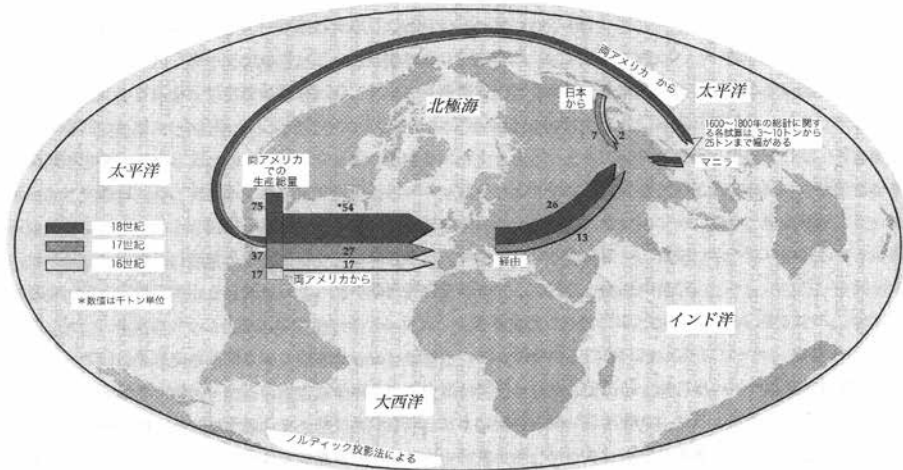 両アメリカ から
太平洋
北極海
日本
から
7
2
1600～1800年の総計に関す
る各試算は、3～10トンから
25トンまで幅がある
マニラ
太平洋
両アメリカ
での
生産総量
75
*54
26
18世紀
17世紀
16世紀
37
27
13
17
17
経由
両アメリカから
*数値は千トン単位
インド洋
大西洋
ノルディック投影法による